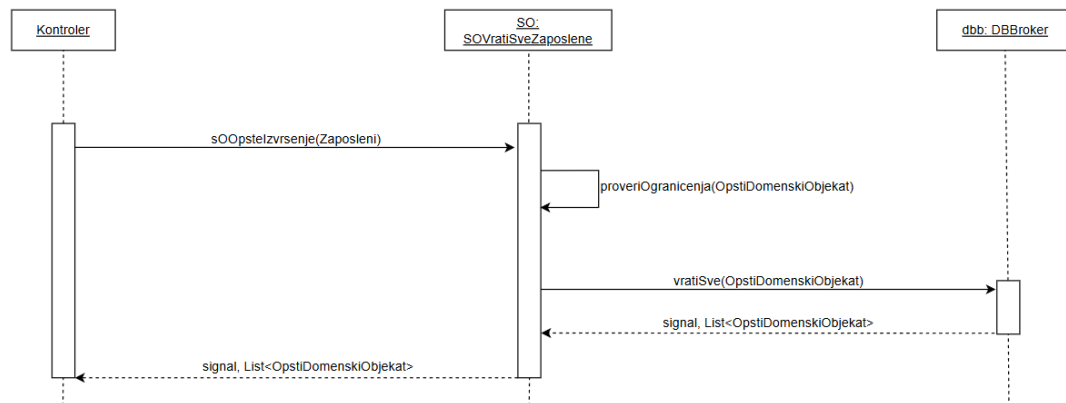 Kontroler
SO:
SOVratiSveZaposlene
dbb: DBBroker
sOOpsteIzvrsenje(Zaposleni)
proveriOgranicenja(OpstiDomenskiObjekat)
vratiSve(OpstiDomenskiObjekat)
signal, List<OpstiDomenskiObjekat>
signal, List<OpstiDomenskiObjekat>